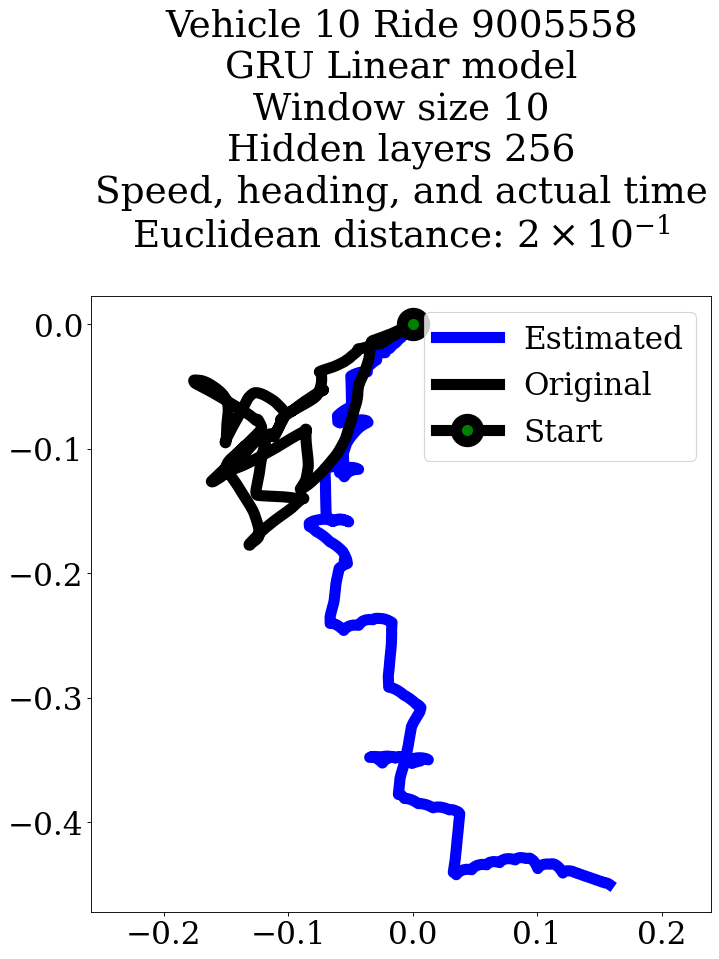 Vehicle 10 Ride 9005558
GRU Linear model
Window size 10
Hidden layers 256
Speed, heading, and actual time
Euclidean distance: 2 × 10⁻¹
Estimated
Original
Start
0.0
−0.1
−0.2
−0.3
−0.4
−0.2 −0.1 0.0 0.1 0.2